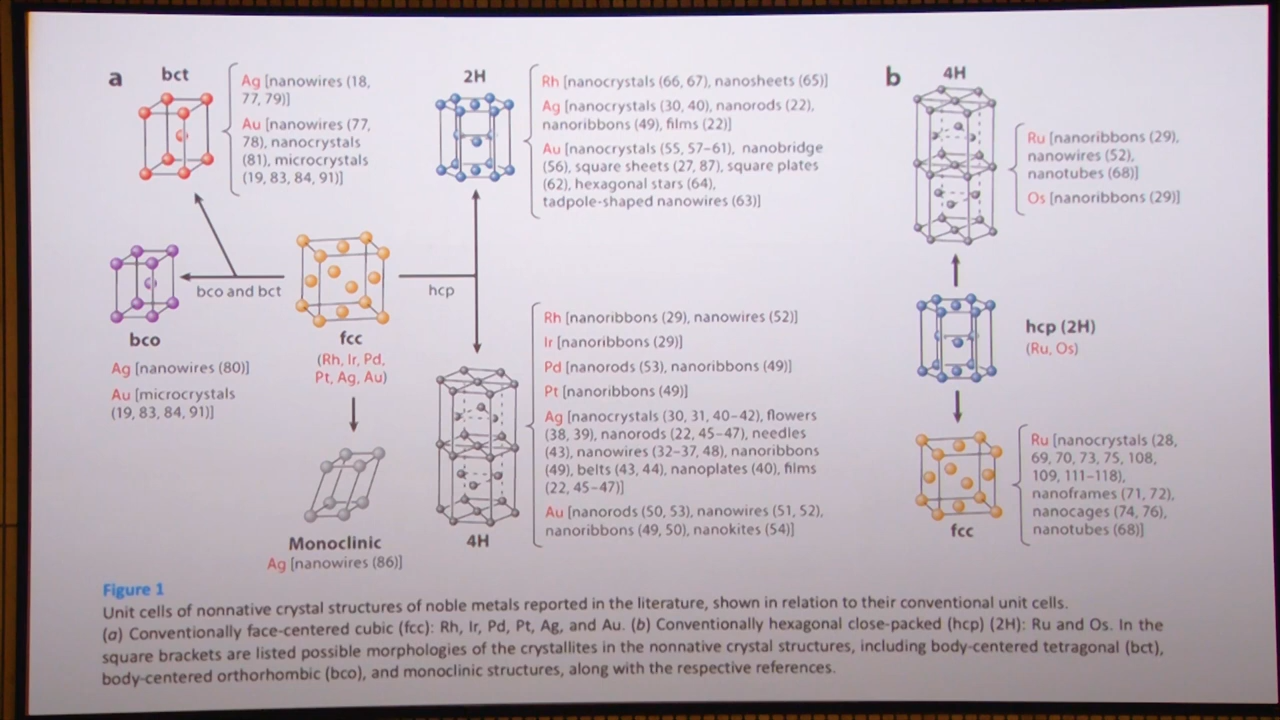 a
bct
Ag [nanowires (18,
77, 79)]
Au [nanowires (77,
78), nanocrystals
(81), microcrystals
(19, 83, 84, 91)]
2H
Rh [nanocrystals (66, 67), nanosheets (65)]
Ag [nanocrystals (30, 40), nanorods (22),
nanoribbons (49), films (22)]
Au [nanocrystals (55, 57–61), nanobridge
(56), square sheets (27, 87), square plates
(62), hexagonal stars (64),
tadpole-shaped nanowires (63)]
bco and bct
hcp
bco
Ag [nanowires (80)]
Au [microcrystals
(19, 83, 84, 91)]
fcc
(Rh, Ir, Pd,
Pt, Ag, Au)
Monoclinic
Ag [nanowires (86)]
4H
Rh [nanoribbons (29), nanowires (52)]
Ir [nanoribbons (29)]
Pd [nanorods (53), nanoribbons (49)]
Pt [nanoribbons (49)]
Ag [nanocrystals (30, 31, 40–42), flowers
(38, 39), nanorods (22, 45–47), needles
(43), nanowires (32–37, 48), nanoribbons
(49), belts (43, 44), nanoplates (40), films
(22, 45–47)]
Au [nanorods (50, 53), nanowires (51, 52),
nanoribbons (49, 50), nanokites (54)]
b
4H
Ru [nanoribbons (29),
nanowires (52),
nanotubes (68)]
Os [nanoribbons (29)]
hcp (2H)
(Ru, Os)
fcc
Ru [nanocrystals (28,
69, 70, 73, 75, 108,
109, 111–118),
nanoframes (71, 72),
nanocages (74, 76),
nanotubes (68)]
Figure 1
Unit cells of nonnative crystal structures of noble metals reported in the literature, shown in relation to their conventional unit cells.
(a) Conventionally face-centered cubic (fcc): Rh, Ir, Pd, Pt, Ag, and Au. (b) Conventionally hexagonal close-packed (hcp) (2H): Ru and Os. In the
square brackets are listed possible morphologies of the crystallites in the nonnative crystal structures, including body-centered tetragonal (bct),
body-centered orthorhombic (bco), and monoclinic structures, along with the respective references.